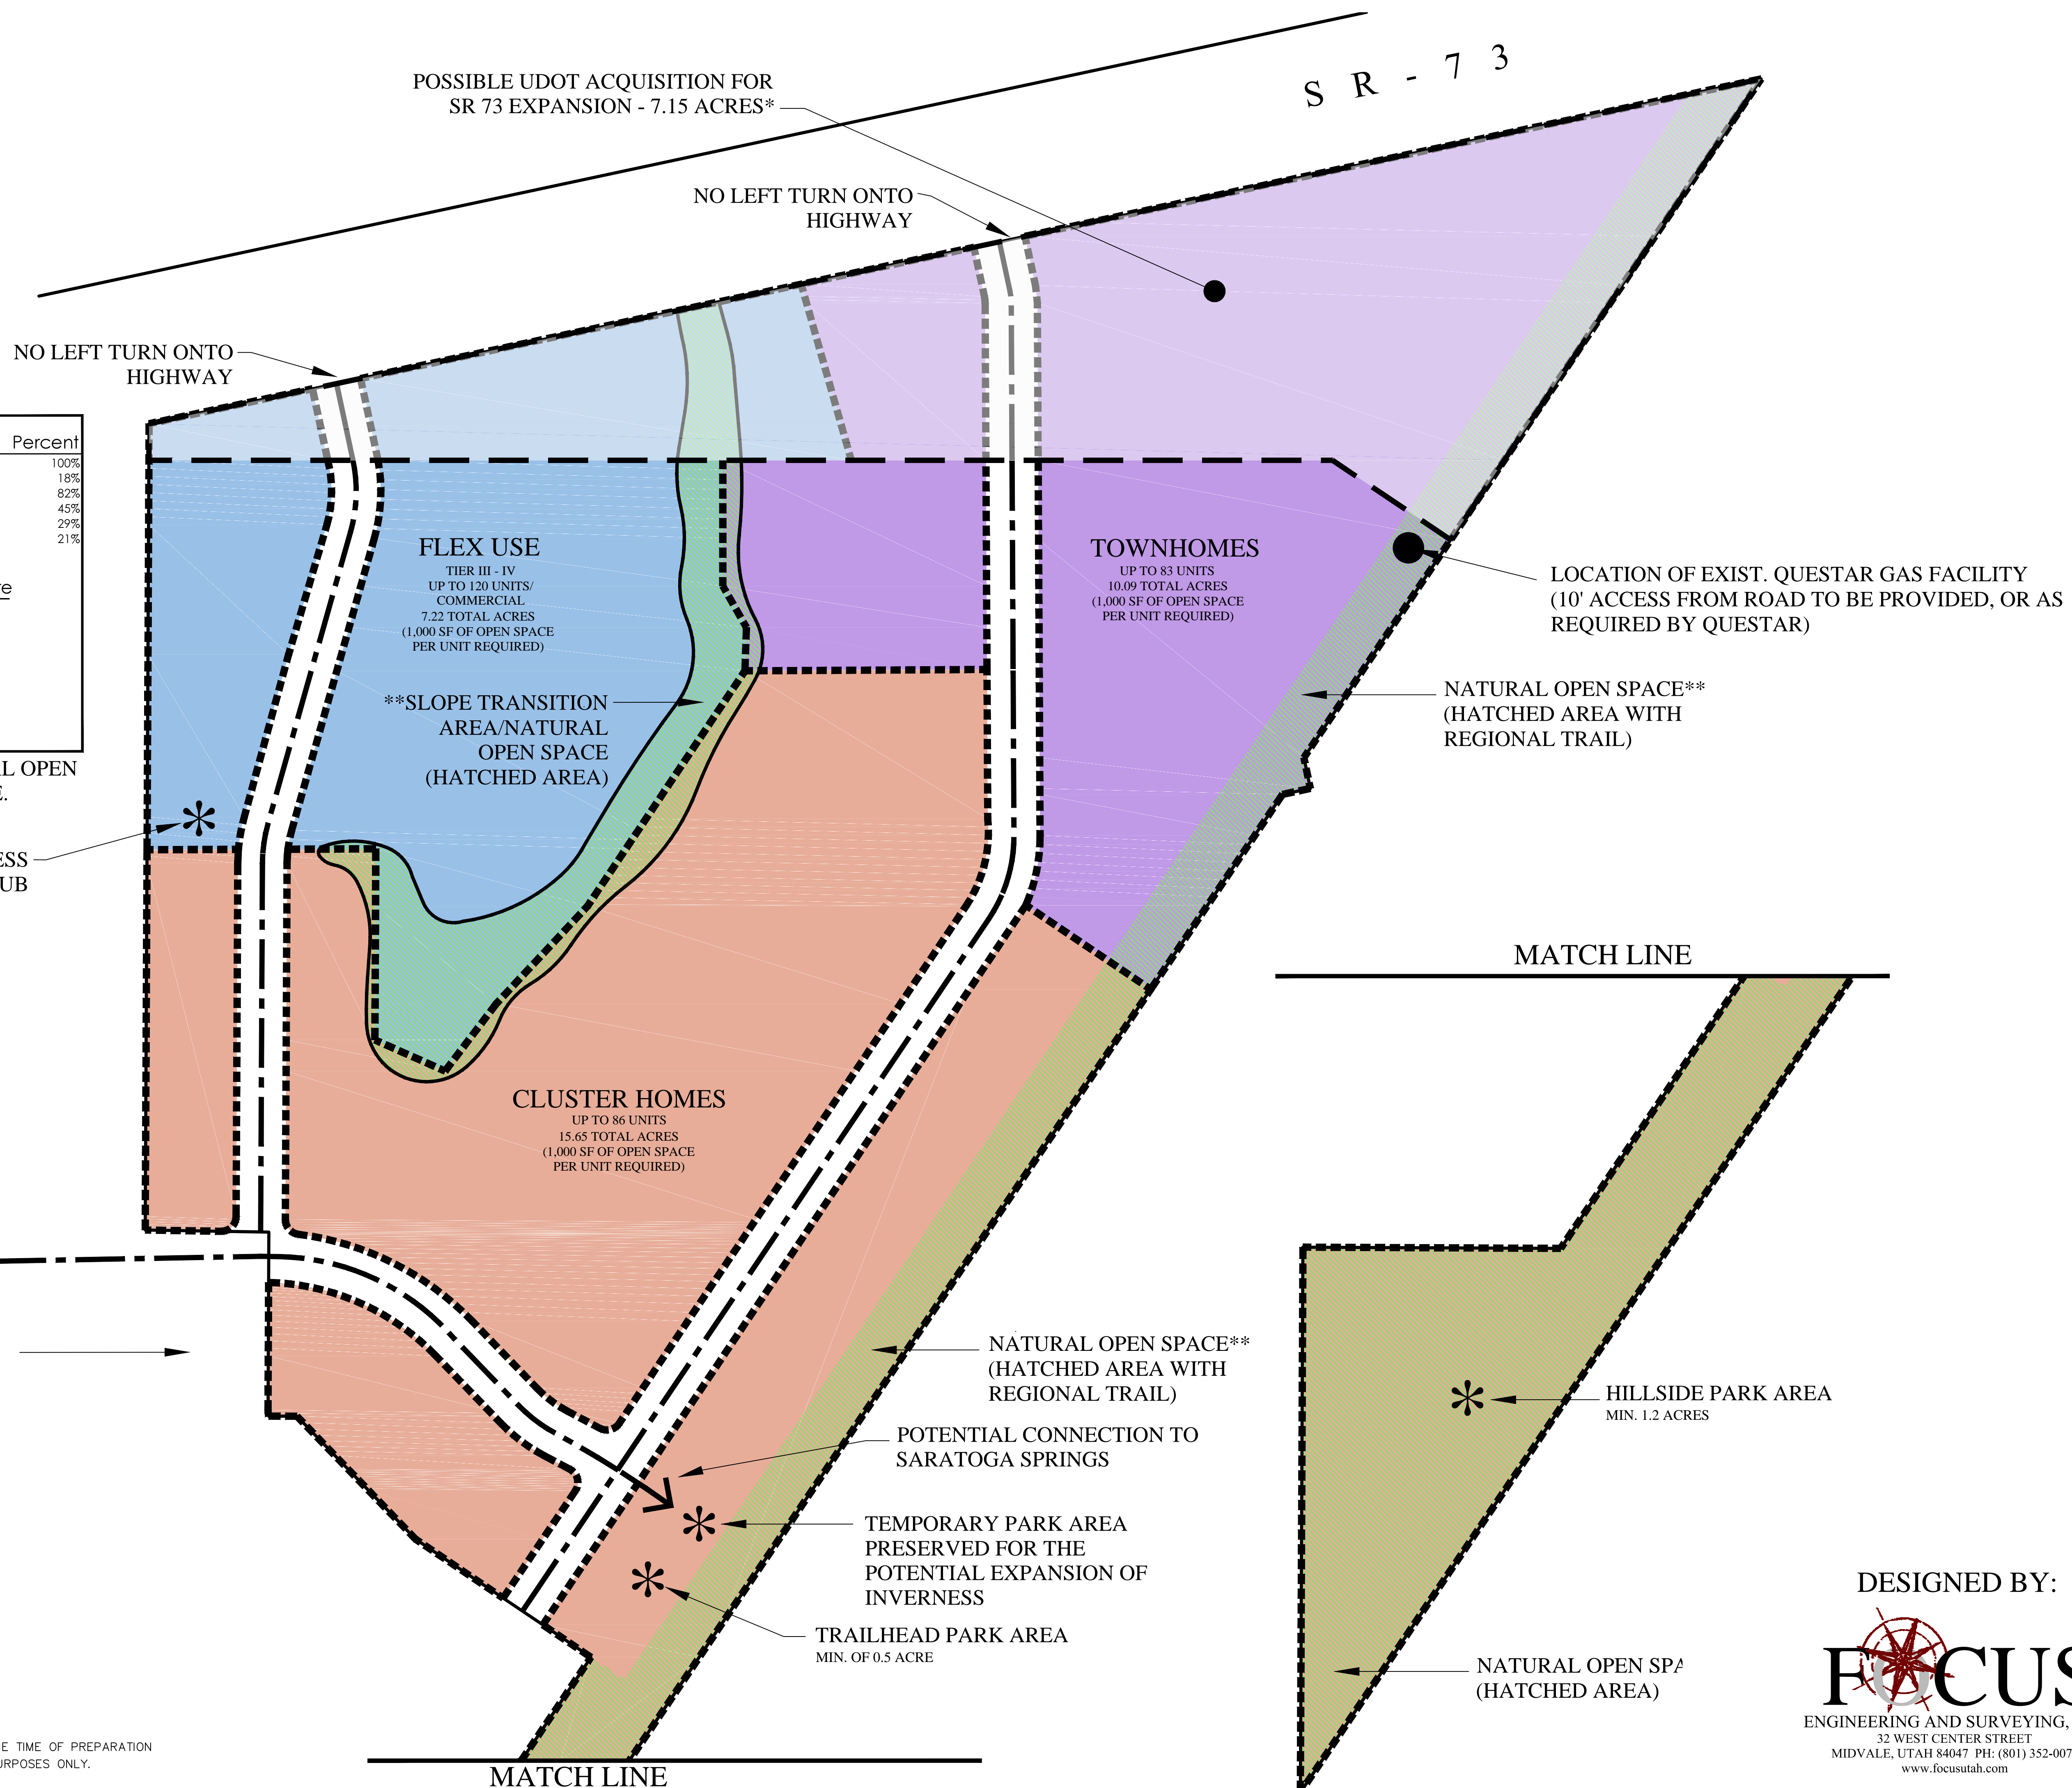 SR-73
POSSIBLE UDOT ACQUISITION FOR
SR 73 EXPANSION - 7.15 ACRES*
NO LEFT TURN ONTO
HIGHWAY
NO LEFT TURN ONTO
HIGHWAY
Percent
100%
18%
82%
45%
29%
21%
L OPEN
ESS
UB
FLEX USE
TIER III - IV
UP TO 120 UNITS/
COMMERCIAL
7.22 TOTAL ACRES
(1,000 SF OF OPEN SPACE
PER UNIT REQUIRED)
**SLOPE TRANSITION
AREA/NATURAL
OPEN SPACE
(HATCHED AREA)
TOWNHOMES
UP TO 83 UNITS
10.09 TOTAL ACRES
(1,000 SF OF OPEN SPACE
PER UNIT REQUIRED)
LOCATION OF EXIST. QUESTAR GAS FACILITY
(10' ACCESS FROM ROAD TO BE PROVIDED, OR AS
REQUIRED BY QUESTAR)
NATURAL OPEN SPACE**
(HATCHED AREA WITH
REGIONAL TRAIL)
MATCH LINE
CLUSTER HOMES
UP TO 86 UNITS
15.65 TOTAL ACRES
(1,000 SF OF OPEN SPACE
PER UNIT REQUIRED)
NATURAL OPEN SPACE**
(HATCHED AREA WITH
REGIONAL TRAIL)
POTENTIAL CONNECTION TO
SARATOGA SPRINGS
TEMPORARY PARK AREA
PRESERVED FOR THE
POTENTIAL EXPANSION OF
INVERNESS
TRAILHEAD PARK AREA
MIN. OF 0.5 ACRE
HILLSIDE PARK AREA
MIN. 1.2 ACRES
NATURAL OPEN SPA
(HATCHED AREA)
MATCH LINE
E TIME OF PREPARATION
URPOSES ONLY.
DESIGNED BY:
FOCUS
ENGINEERING AND SURVEYING,
32 WEST CENTER STREET
MIDVALE, UTAH 84047 PH: (801) 352-007
www.focusutah.com